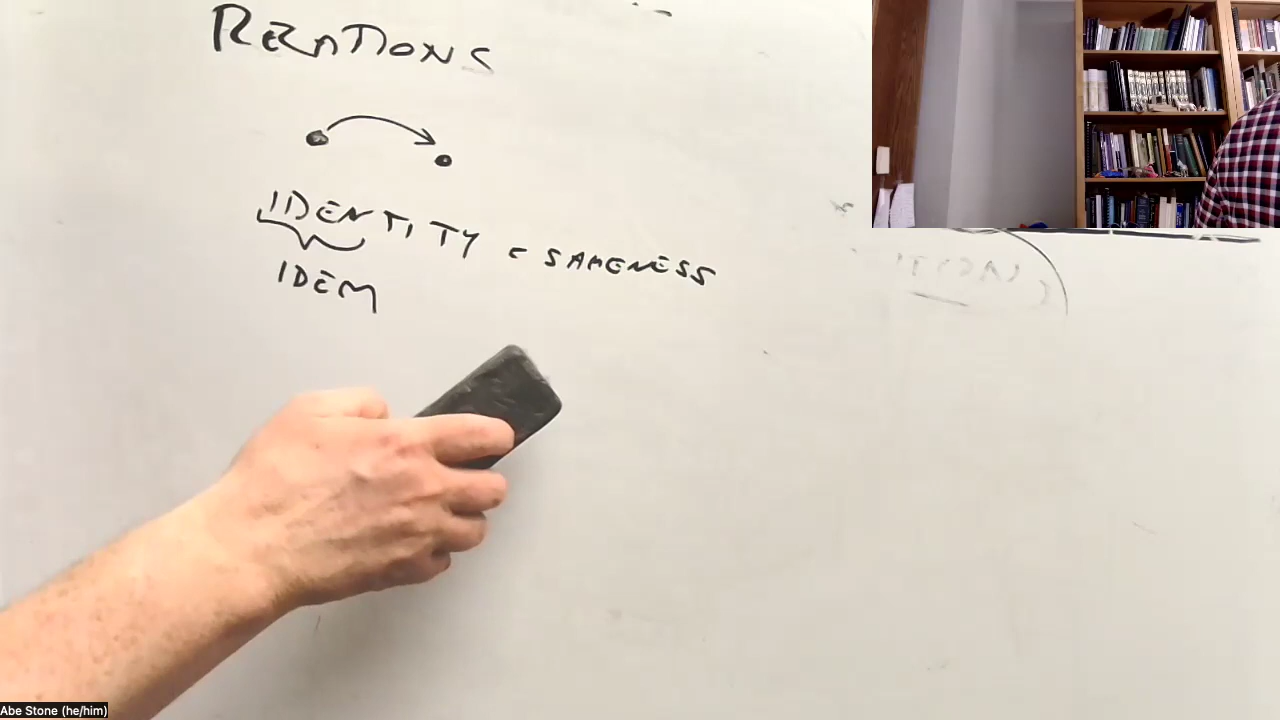 RELATIONS
IDENTITY = SAMENESS
IDEM
Abe Stone (he/him)